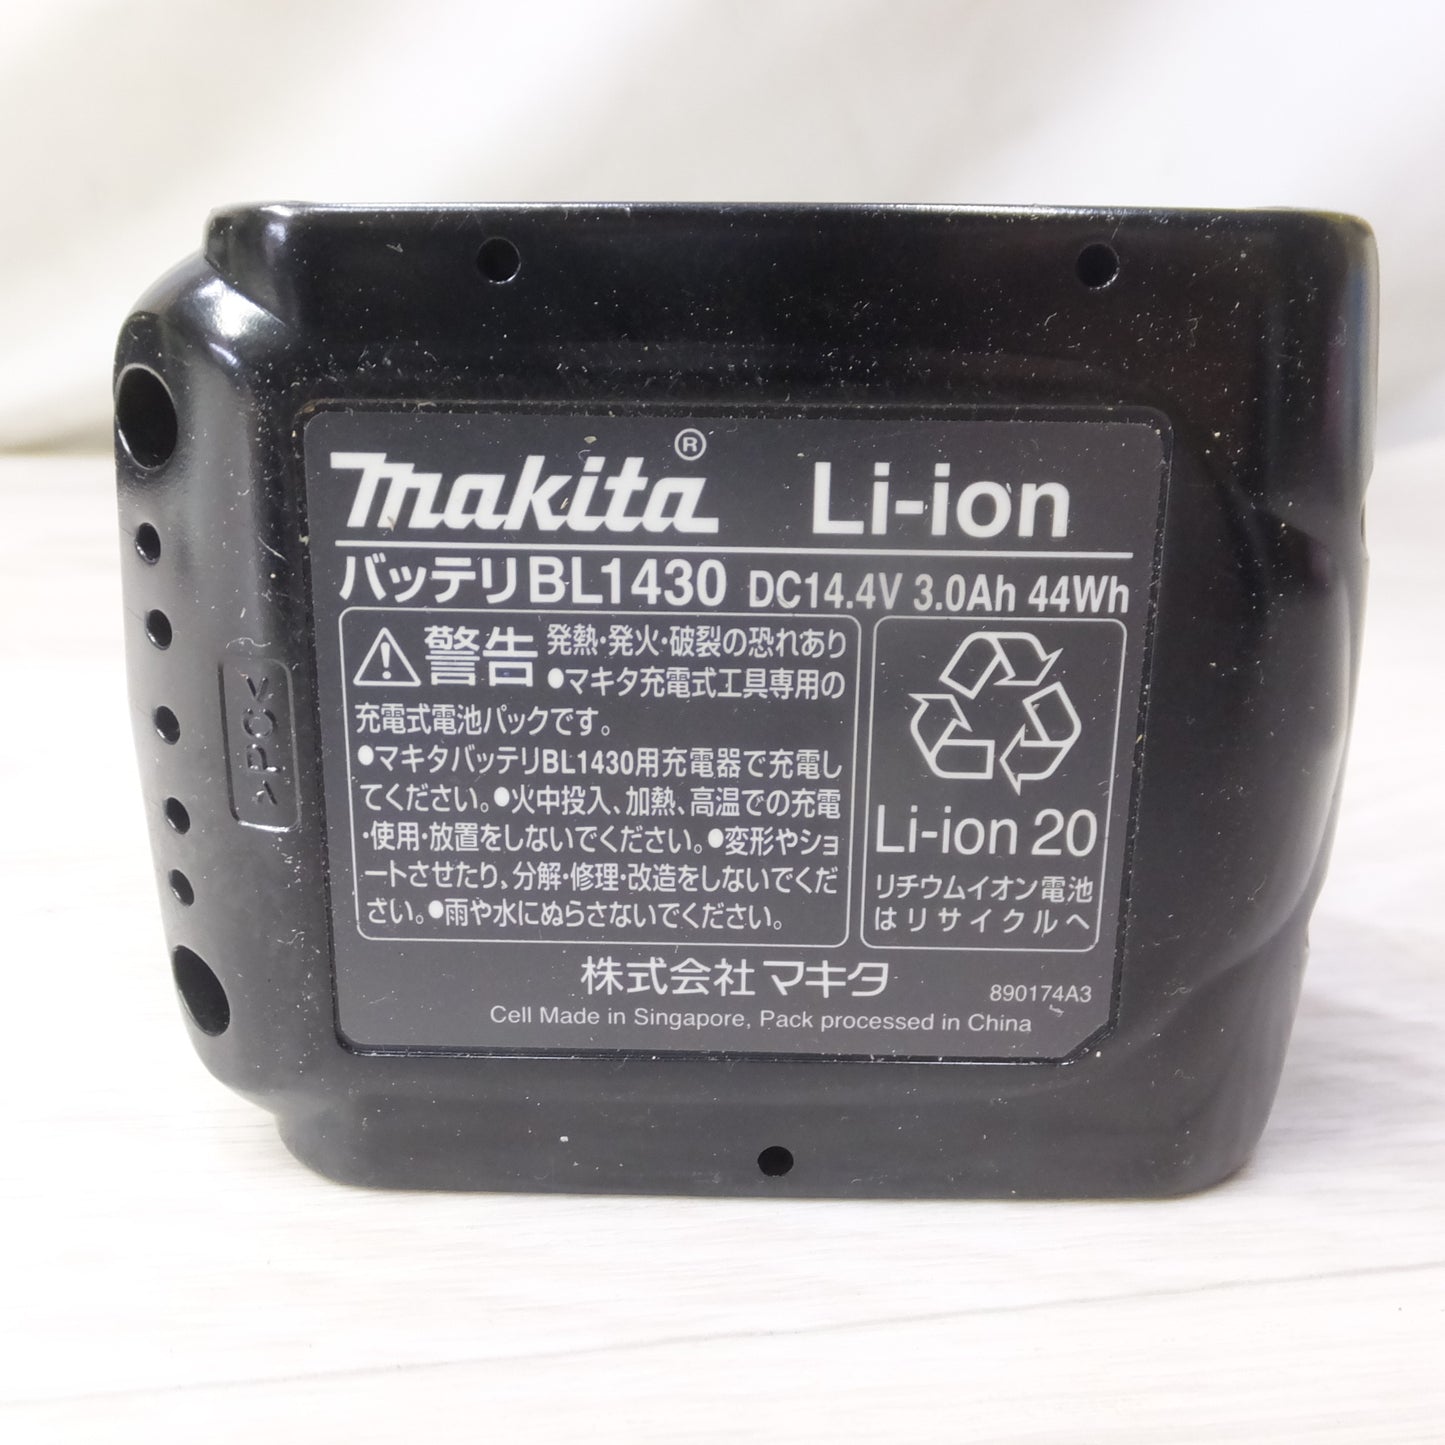 makita® Li-ion
バッテリBL1430 DC14.4V 3.0Ah 44Wh
警告 発熱・発火・破裂の恐れあり
●マキタ充電式工具専用の
充電式電池パックです。
●マキタバッテリBL1430用充電器で充電し
てください。●火中投入、加熱、高温での充電
・使用・放置をしないでください。●変形やショ
ートさせたり、分解・修理・改造をしないでくだ
さい。●雨や水にぬらさないでください。
Li-ion 20
リチウムイオン電池
はリサイクルへ
株式会社マキタ
890174A3
Cell Made in Singapore, Pack processed in China
>PC<